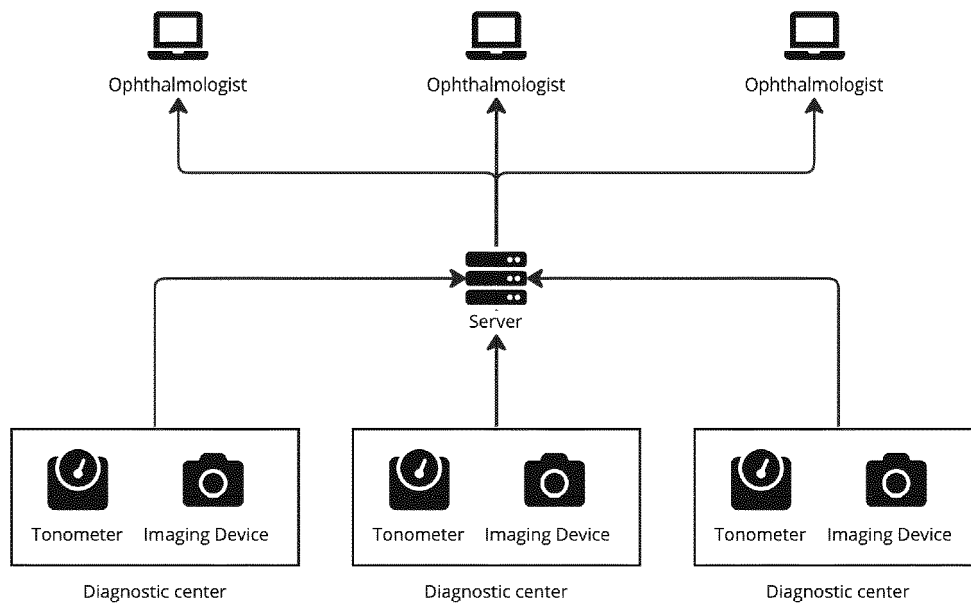 Ophthalmologist Ophthalmologist Ophthalmologist
Server
Tonometer Imaging Device Tonometer Imaging Device Tonometer Imaging Device
Diagnostic center Diagnostic center Diagnostic center